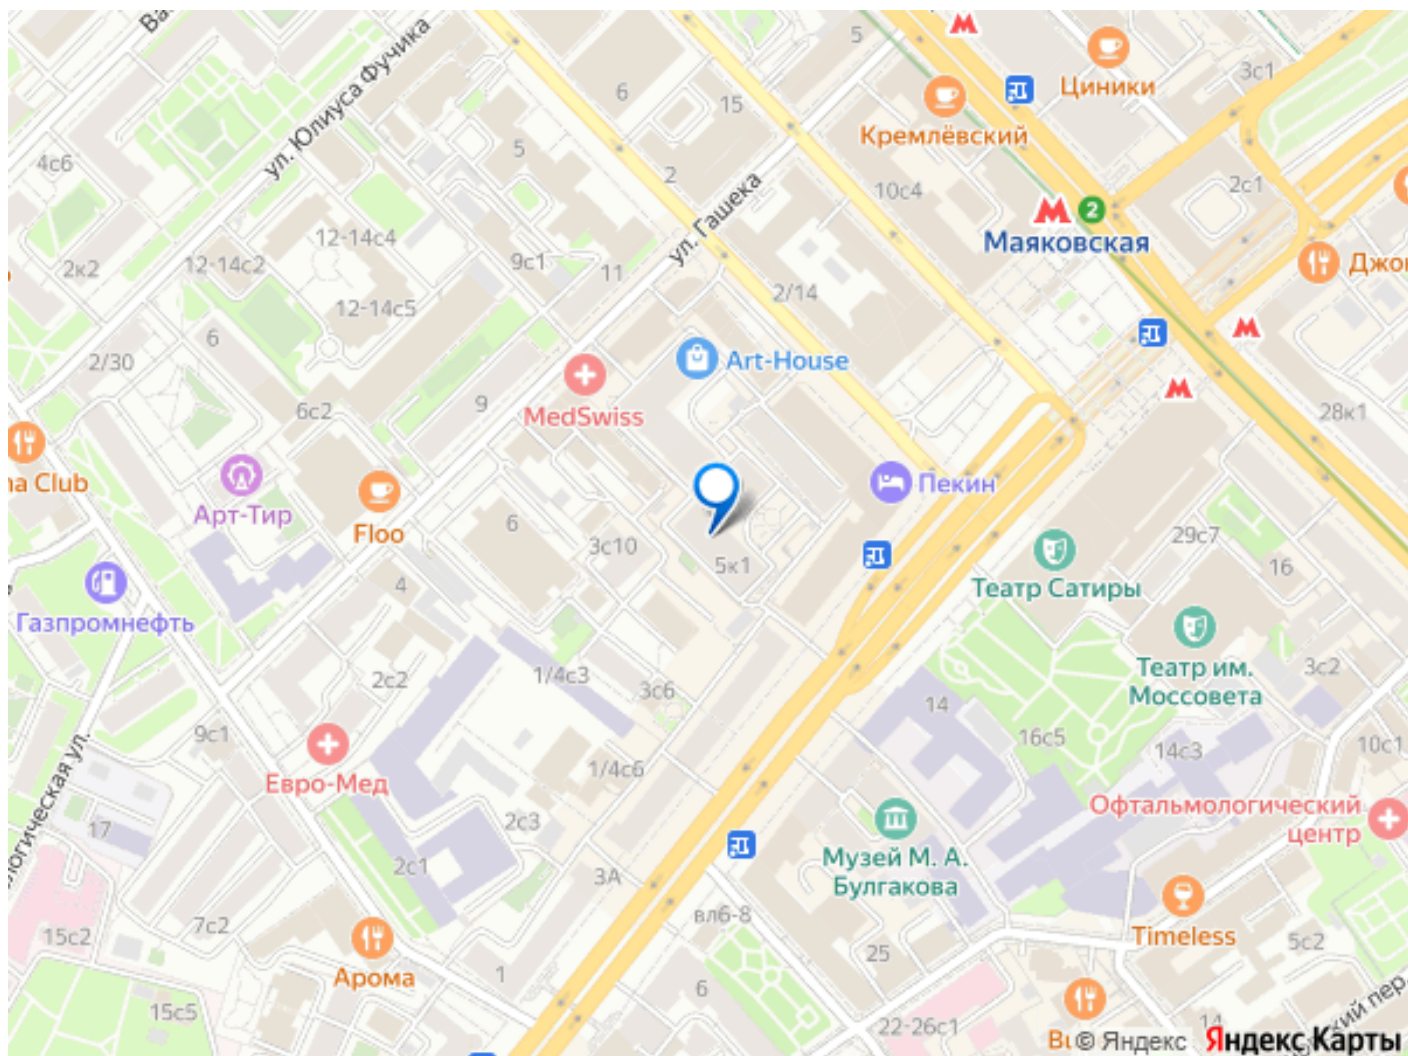 ул. Юлиуса Фучика
5
3с1
Циники
6
15
Кремлёвский
4с6
5
2
10с4
2с1
ул. Гашека
2
Маяковская
12-14с4
2к2
12-14с2
9с1
11
2/14
12-14с5
6
2/30
Art-House
MedSwiss
9
6с2
28к1
Пекин
Арт-Тир
Floo
6
3с10
5к1
29с7
16
Театр Сатиры
4
Газпромнефть
2с2
1/4с3
3с6
Театр им.
Моссовета
3с2
14
16с5
14с3
10с1
9с1
Евро-Мед
1/4с6
Офтальмологический
центр
17
2с3
2с1
3А
Музей М. А.
Булгакова
7с2
вл6-8
15с2
Timeless
5с2
25
Арома
1
6
15с5
22-26с1
14
© Яндекс
Яндекс Карты